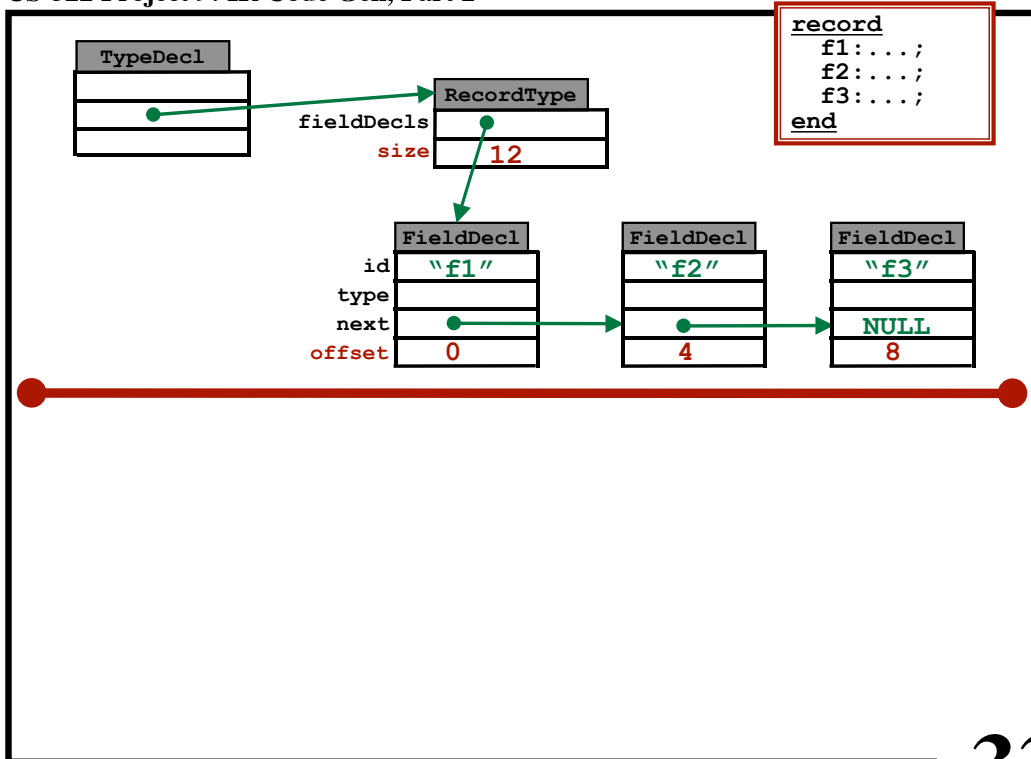 record
f1:...;
f2:...;
f3:...;
end
TypeDecl
RecordType
fieldDecls
size 12
FieldDecl FieldDecl FieldDecl
id “f1” “f2” “f3”
type
next NULL
offset 0 4 8